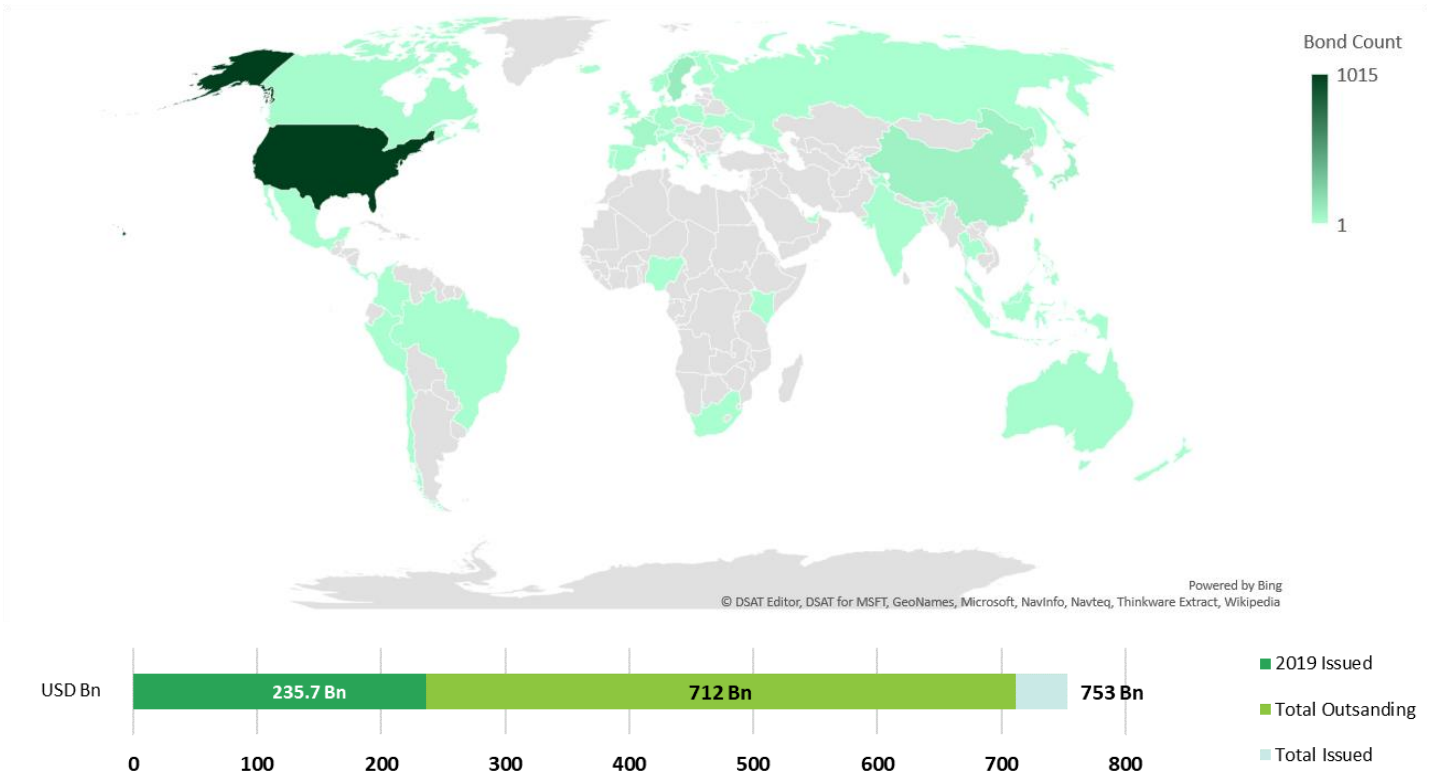 Bond Count
1015
1
Powered by Bing
© DSAT Editor, DSAT for MSFT, GeoNames, Microsoft, NavInfo, Navteq, Thinkware Extract, Wikipedia
USD Bn
235.7 Bn
712 Bn
753 Bn
0 100 200 300 400 500 600 700 800
2019 Issued
Total Outsanding
Total Issued